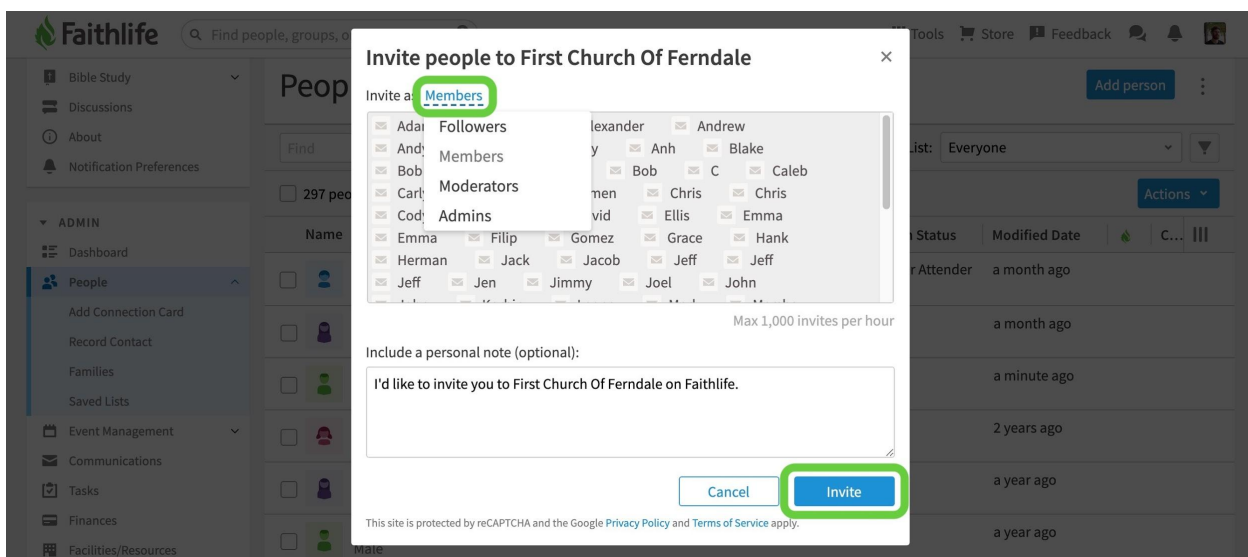 Faithlife
Find people, groups, o
Tools
Store
Feedback
Bible Study
Discussions
About
Notification Preferences
ADMIN
Dashboard
People
Add Connection Card
Record Contact
Families
Saved Lists
Event Management
Communications
Tasks
Finances
Facilities/Resources
Peop
Add person
Find
List: Everyone
297 peo
Actions
Name
Status Modified Date C...
r Attender a month ago
a month ago
a minute ago
2 years ago
a year ago
a year ago
Male
Invite people to First Church Of Ferndale
Invite as Members
Followers
Members
Moderators
Admins
Adam lexander Andrew
Andy y Anh Blake
Bob Bob C Caleb
Carly men Chris Chris
Cody vid Ellis Emma
Emma Filip Gomez Grace Hank
Herman Jack Jacob Jeff Jeff
Jeff Jen Jimmy Joel John
Max 1,000 invites per hour
Include a personal note (optional):
I'd like to invite you to First Church Of Ferndale on Faithlife.
Cancel Invite
This site is protected by reCAPTCHA and the Google Privacy Policy and Terms of Service apply.